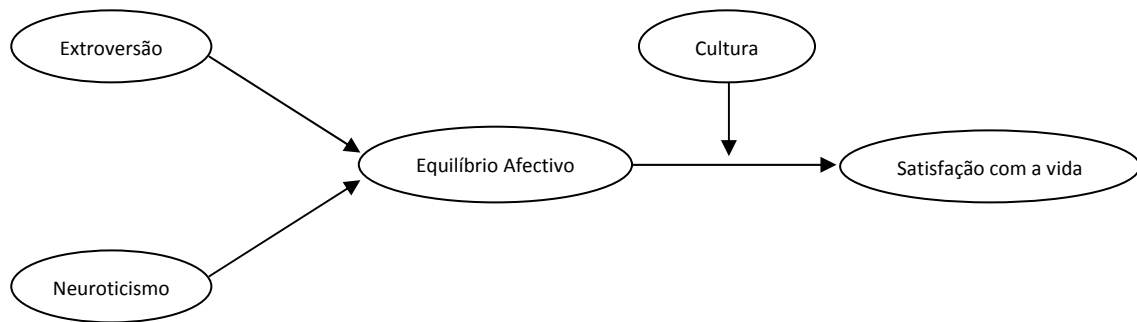 Extroversão
Cultura
Equilíbrio Afectivo
Satisfação com a vida
Neuroticismo